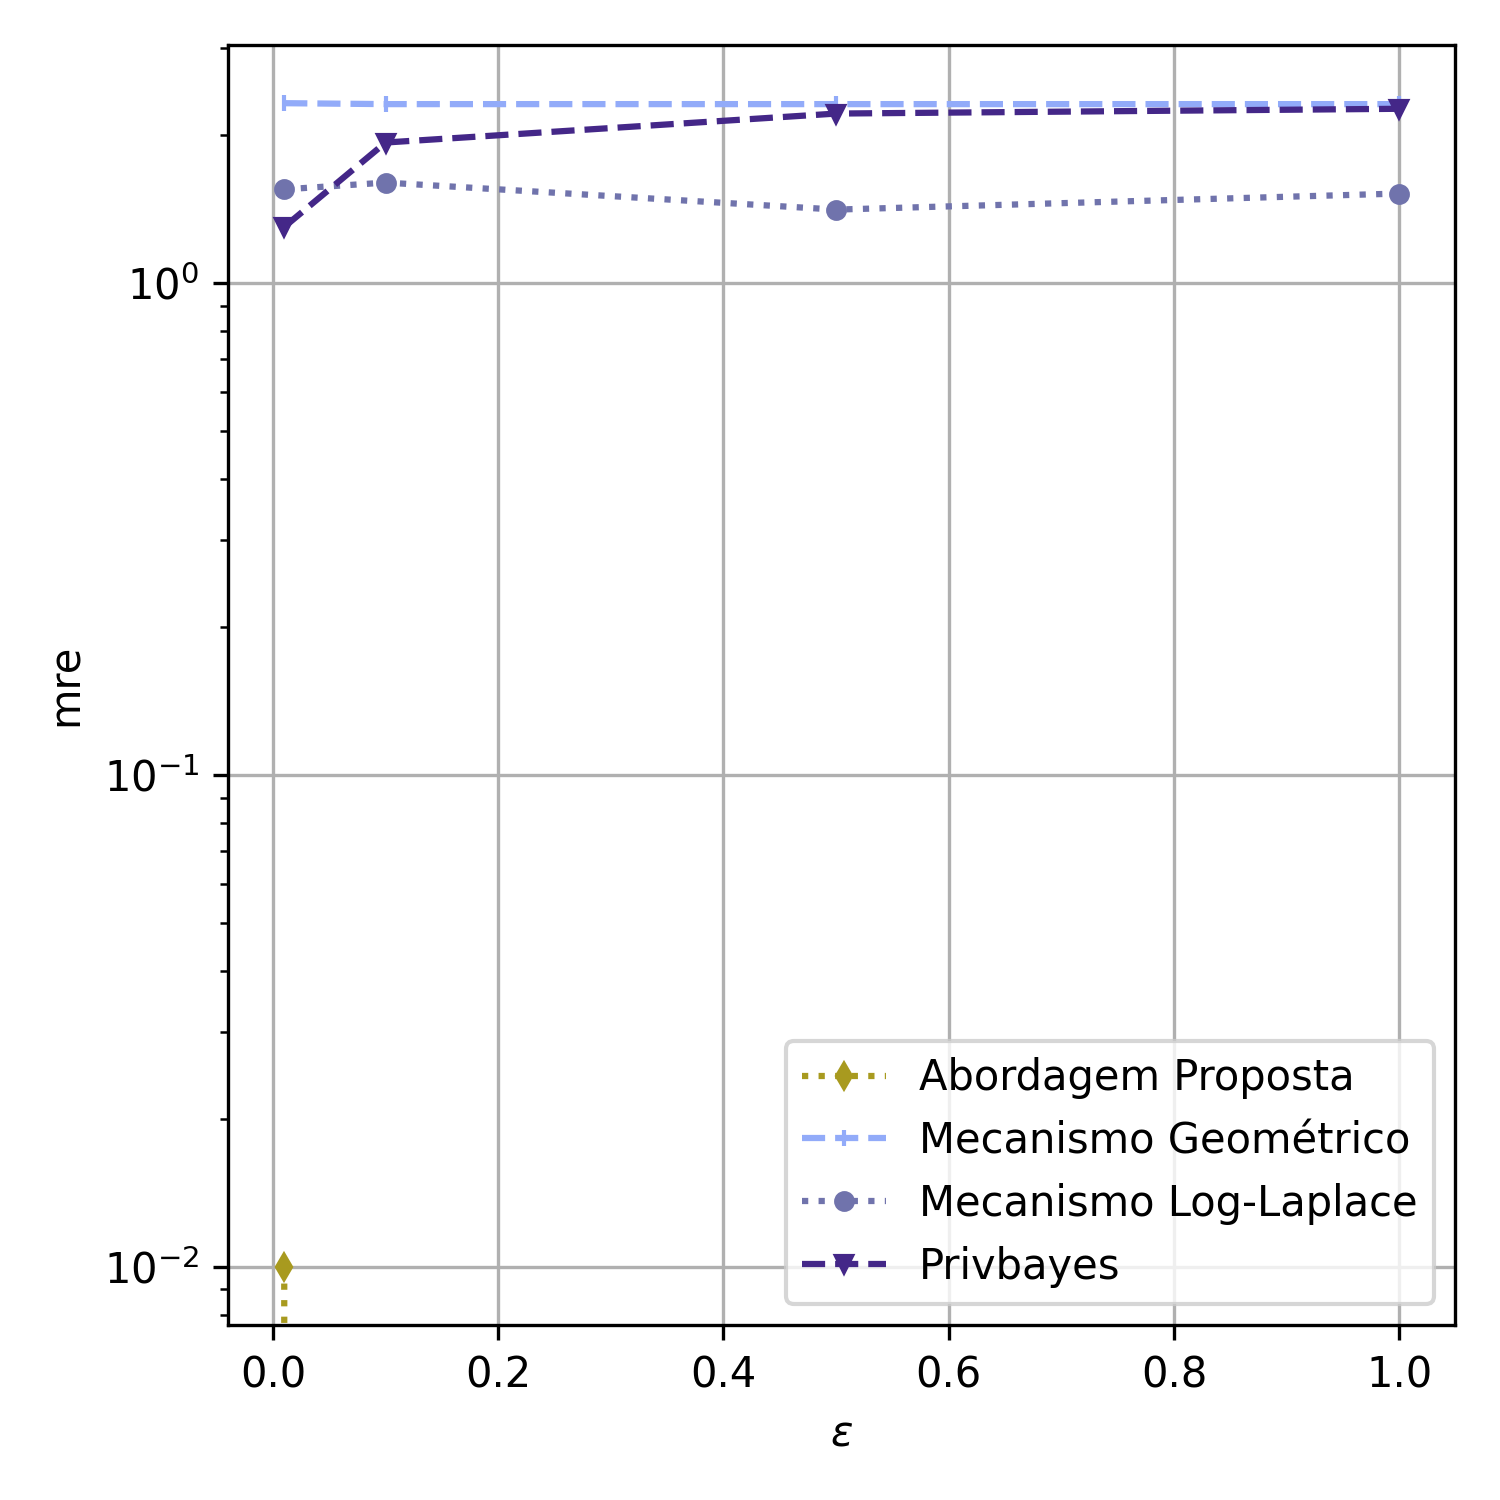 10⁰
10⁻¹
10⁻²
mre
0.0 0.2 0.4 0.6 0.8 1.0
ε
Abordagem Proposta
Mecanismo Geométrico
Mecanismo Log-Laplace
Privbayes